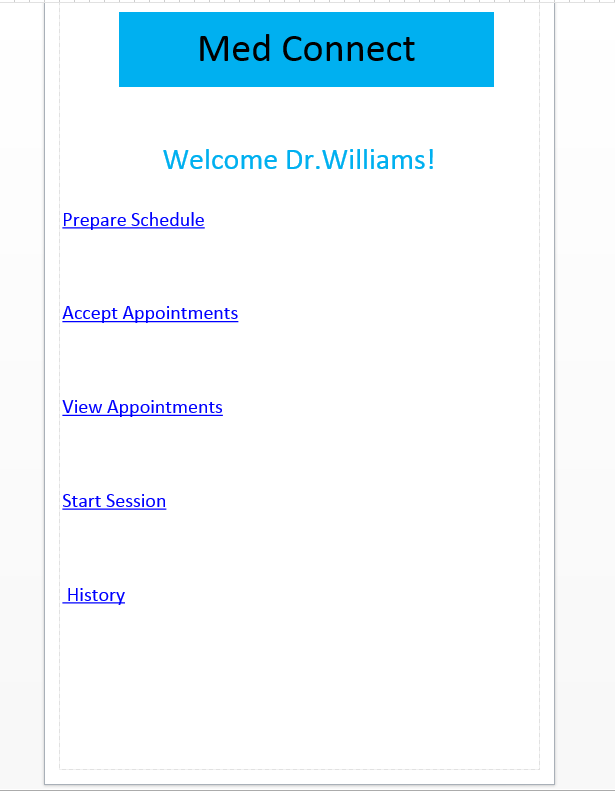 Med Connect
Welcome Dr.Williams!
Prepare Schedule
Accept Appointments
View Appointments
Start Session
History